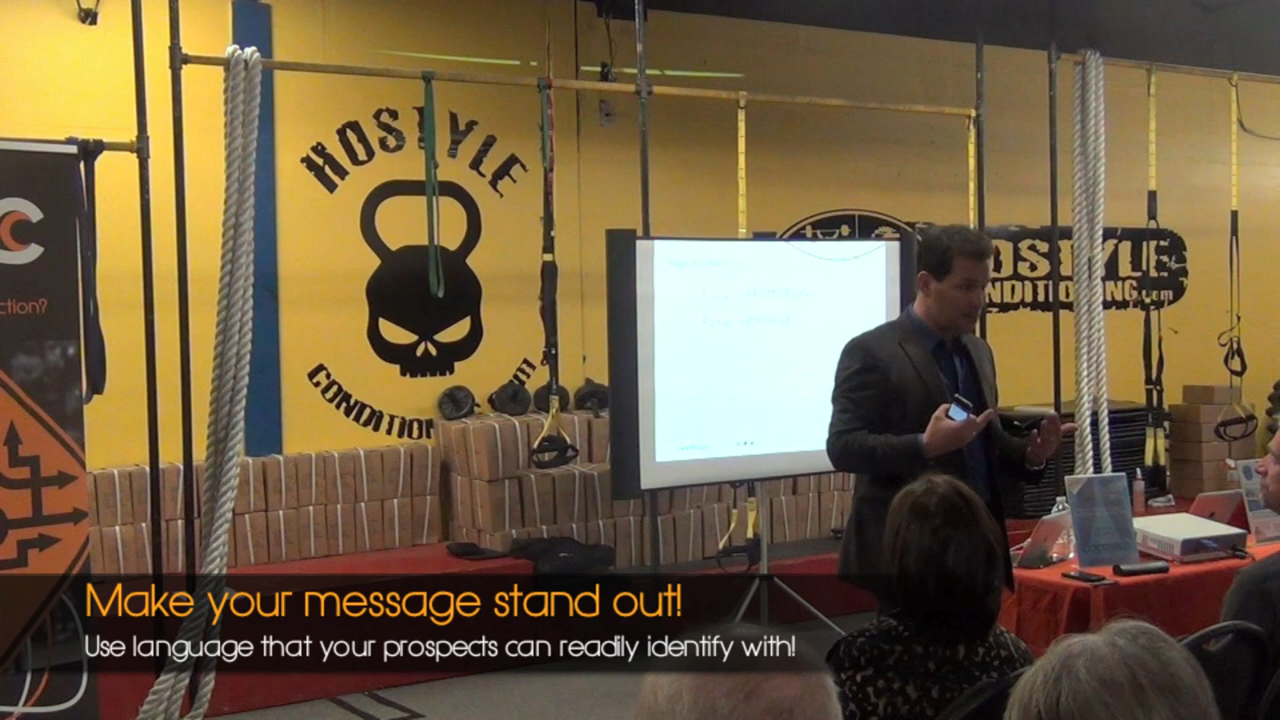 HOSTYLE
C
ction?
HOSTYLE
CONDITIONING.com
Make your message stand out!
Use language that your prospects can readily identify with!